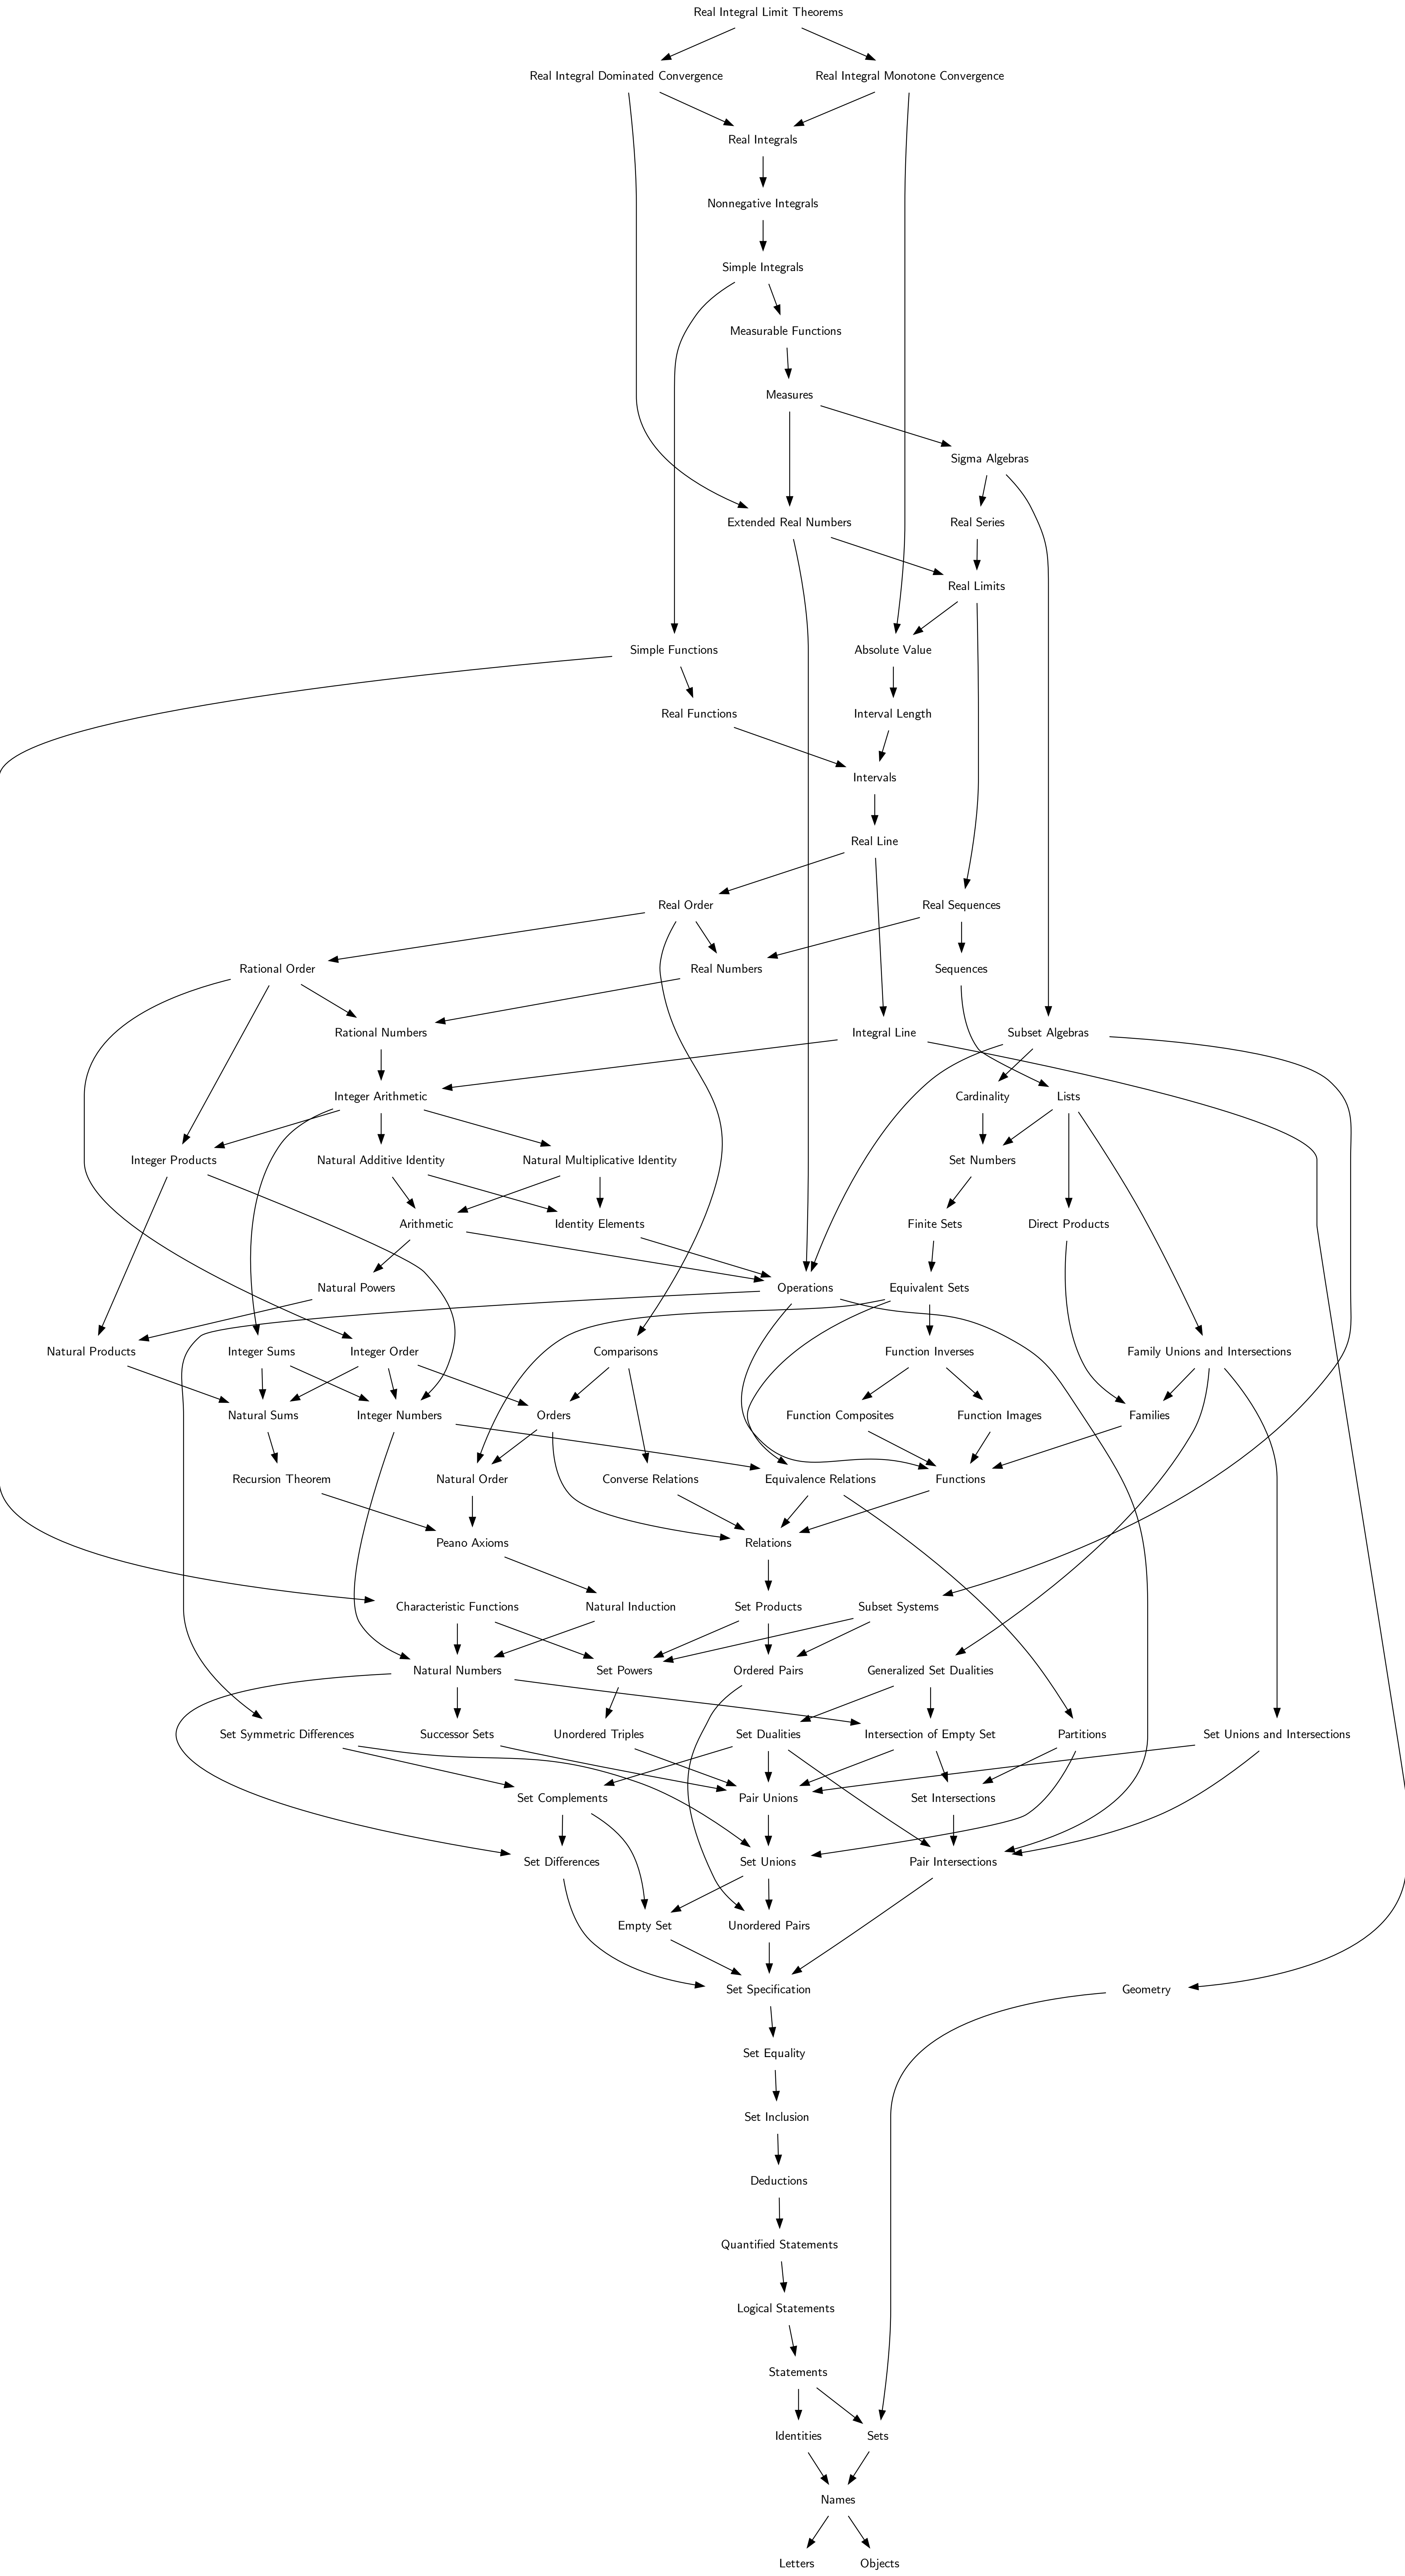 Real Integral Limit Theorems
Real Integral Dominated Convergence
Real Integral Monotone Convergence
Real Integrals
Nonnegative Integrals
Simple Integrals
Measurable Functions
Measures
Sigma Algebras
Extended Real Numbers
Real Series
Real Limits
Simple Functions
Absolute Value
Real Functions
Interval Length
Intervals
Real Line
Real Order
Real Sequences
Rational Order
Real Numbers
Sequences
Rational Numbers
Integral Line
Subset Algebras
Integer Arithmetic
Cardinality
Lists
Integer Products
Natural Additive Identity
Natural Multiplicative Identity
Set Numbers
Arithmetic
Identity Elements
Finite Sets
Direct Products
Natural Powers
Operations
Equivalent Sets
Natural Products
Integer Sums
Integer Order
Comparisons
Function Inverses
Family Unions and Intersections
Natural Sums
Integer Numbers
Orders
Function Composites
Function Images
Families
Recursion Theorem
Natural Order
Converse Relations
Equivalence Relations
Functions
Peano Axioms
Relations
Characteristic Functions
Natural Induction
Set Products
Subset Systems
Natural Numbers
Set Powers
Ordered Pairs
Generalized Set Dualities
Set Symmetric Differences
Successor Sets
Unordered Triples
Set Dualities
Intersection of Empty Set
Partitions
Set Unions and Intersections
Set Complements
Pair Unions
Set Intersections
Set Differences
Set Unions
Pair Intersections
Empty Set
Unordered Pairs
Set Specification
Geometry
Set Equality
Set Inclusion
Deductions
Quantified Statements
Logical Statements
Statements
Identities
Sets
Names
Letters
Objects